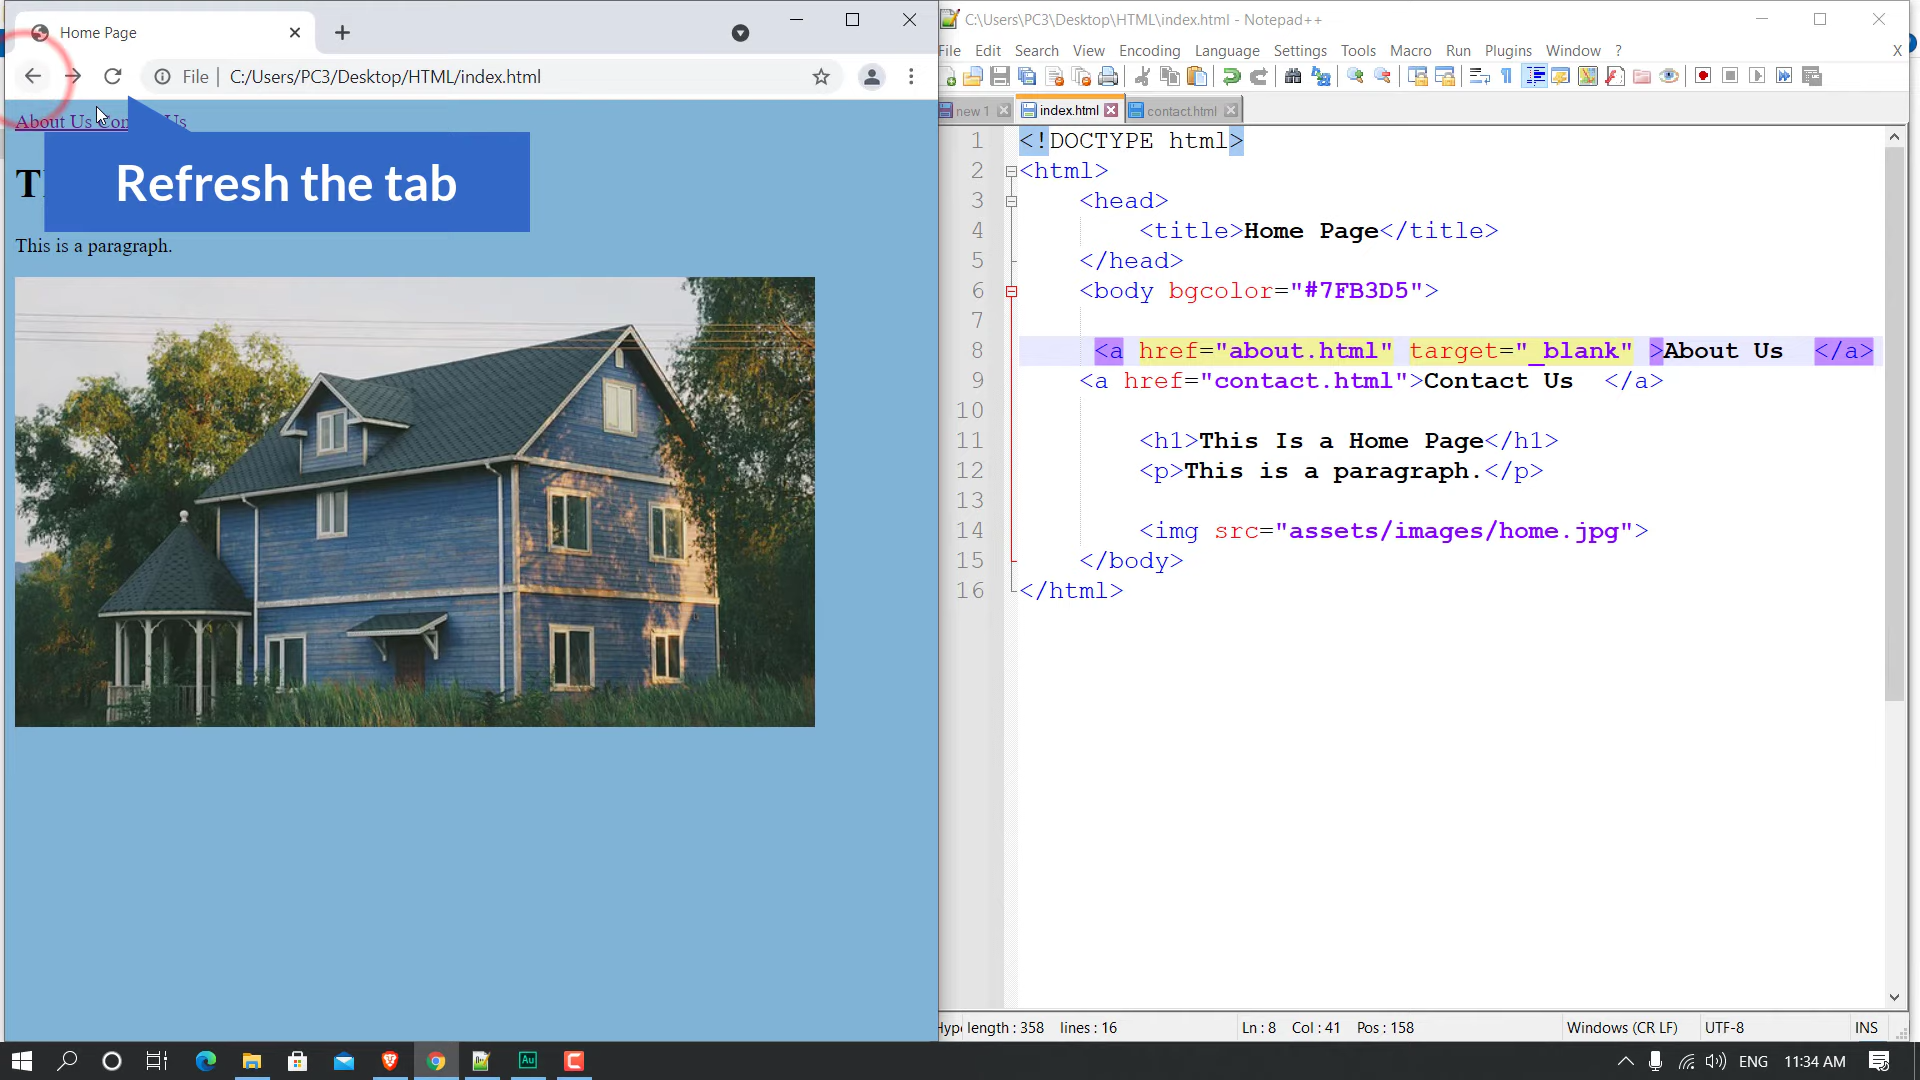 Home Page
File C:/Users/PC3/Desktop/HTML/index.html
About Us Con Us
Refresh the tab
T
This is a paragraph.
C:\Users\PC3\Desktop\HTML\index.html - Notepad++
File Edit Search View Encoding Language Settings Tools Macro Run Plugins Window ? X
new 1 index.html contact.html
1 <!DOCTYPE html>
2 <html>
3 <head>
4 <title>Home Page</title>
5 </head>
6 <body bgcolor="#7FB3D5">
7
8 <a href="about.html" target="_blank" >About Us </a>
9 <a href="contact.html">Contact Us </a>
10
11 <h1>This Is a Home Page</h1>
12 <p>This is a paragraph.</p>
13
14 <img src="assets/images/home.jpg">
15 </body>
16 </html>
Hype length : 358 lines : 16 Ln : 8 Col : 41 Pos : 158 Windows (CR LF) UTF-8 INS
Au C ENG 11:34 AM